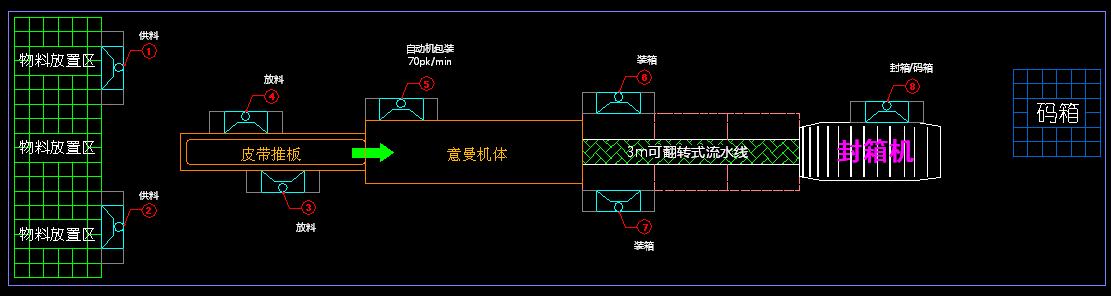 供料
1
物料放置区
物料放置区
物料放置区
供料
2
放料
4
皮带推板
3
放料
自动机包装
70pk/min
5
意曼机体
装箱
6
3m可翻转式流水线
7
装箱
封箱/码箱
8
封箱机
码箱